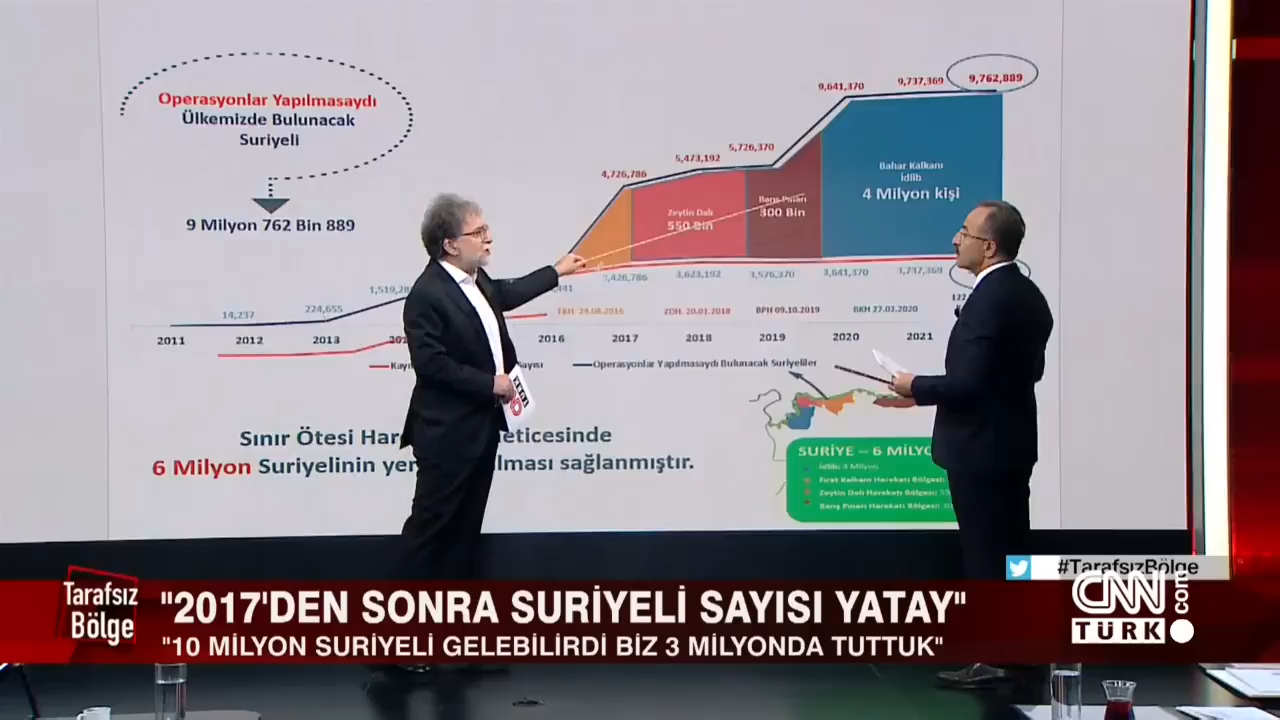 Operasyonlar Yapılmasaydı
Ülkemizde Bulunacak
Suriyeli
9 Milyon 762 Bin 889
9,641,370
9,737,369
9,762,889
4,726,786
5,473,192
5,726,370
Zeytin Dalı
550 Bin
Barış Pınarı
300 Bin
Bahar Kalkanı
İdlib
4 Milyon kişi
14,237
224,655
3,426,786
3,623,192
3,576,370
3,641,370
3,737,369
TKH 24.08.2016
ZDH. 20.01.2018
BPH 09.10.2019
BKH 27.02.2020
2011
2012
2013
2016
2017
2018
2019
2020
2021
Operasyonlar Yapılmasaydı Bulunacak Suriyeliler
Sınır Ötesi
6 Milyon Suriyelinin sağlanmıştır.
SURİYE – 6
İdlib: 4 Milyon
Fırat Kalkanı Harekatı Bölgesi:
Zeytin Dalı Harekatı Bölgesi:
Barış Pınarı Harekatı Bölgesi:
#TarafsızBölge
Tarafsız
Bölge
"2017'DEN SONRA SURİYELİ SAYISI YATAY"
"10 MİLYON SURİYELİ GELEBİLİRDİ BİZ 3 MİLYONDA TUTTUK"
CNN
TÜRK
.com